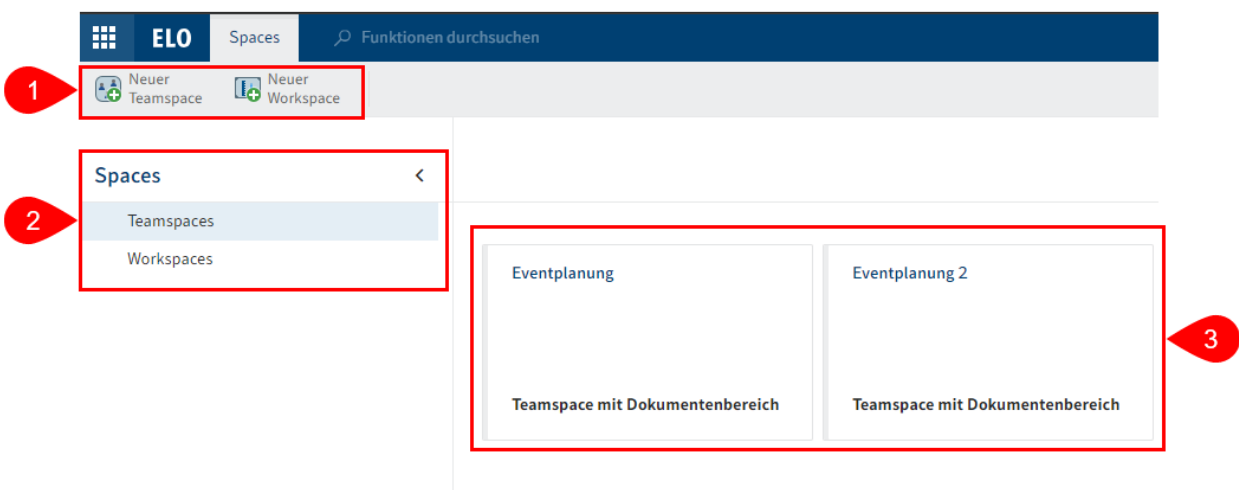 ELO Spaces Funktionen durchsuchen
1
Neuer Neuer
Teamspace Workspace
Spaces
2
Teamspaces
Workspaces
Eventplanung Eventplanung 2
3
Teamspace mit Dokumentenbereich Teamspace mit Dokumentenbereich